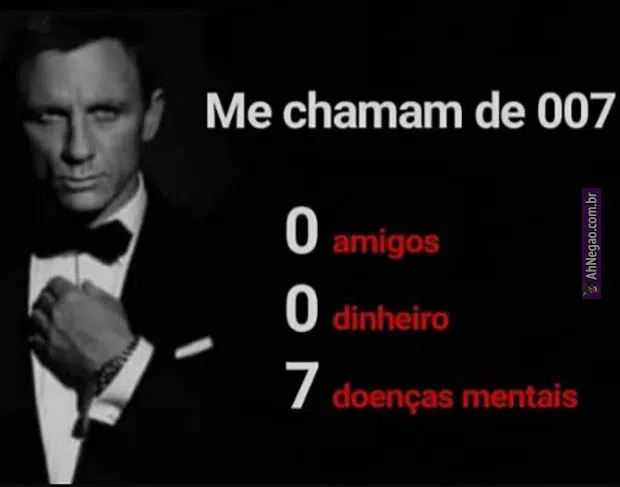 Me chamam de 007
0 amigos
0 dinheiro
7 doenças mentais
AhNegao.com.br